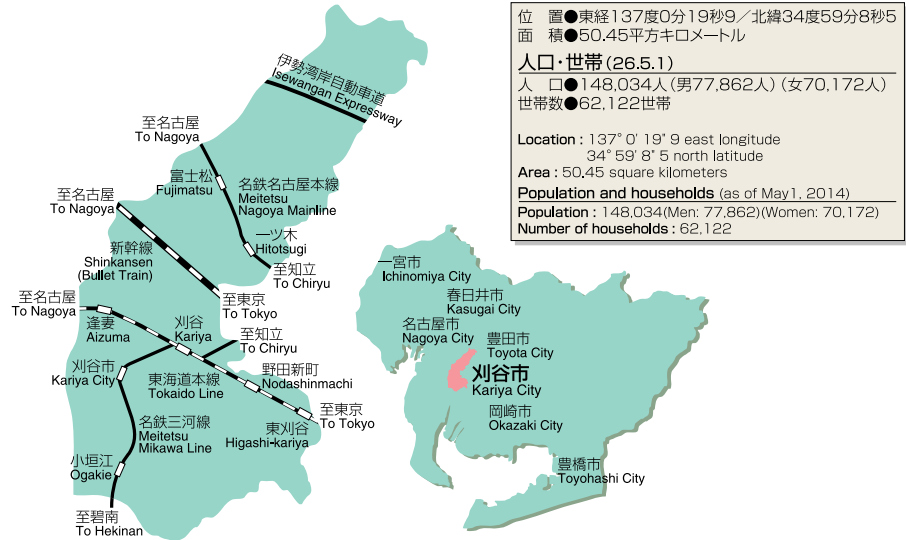 位 置●東経137度0分19秒9／北緯34度59分8秒5
面 積●50.45平方キロメートル
人口・世帯(26.5.1)
人 口●148,034人(男77,862人)(女70,172人)
世帯数●62,122世帯
Location : 137° 0' 19" 9 east longitude
34° 59' 8" 5 north latitude
Area : 50.45 square kilometers
Population and households (as of May1, 2014)
Population : 148,034(Men: 77,862)(Women: 70,172)
Number of households : 62,122
伊勢湾岸自動車道
Isewangan Expressway
至名古屋
To Nagoya
富士松
Fujimatsu
名鉄名古屋本線
Meitetsu
Nagoya Mainline
至名古屋
To Nagoya
一ツ木
Hitotsugi
新幹線
Shinkansen
(Bullet Train)
至知立
To Chiryu
至名古屋
To Nagoya
至東京
To Tokyo
逢妻
Aizuma
刈谷
Kariya
至知立
To Chiryu
刈谷市
Kariya City
東海道本線
Tokaido Line
野田新町
Nodashinmachi
名鉄三河線
Meitetsu
Mikawa Line
東刈谷
Higashi-kariya
至東京
To Tokyo
小垣江
Ogakie
至碧南
To Hekinan
一宮市
Ichinomiya City
春日井市
Kasugai City
名古屋市
Nagoya City
豊田市
Toyota City
刈谷市
Kariya City
岡崎市
Okazaki City
豊橋市
Toyohashi City